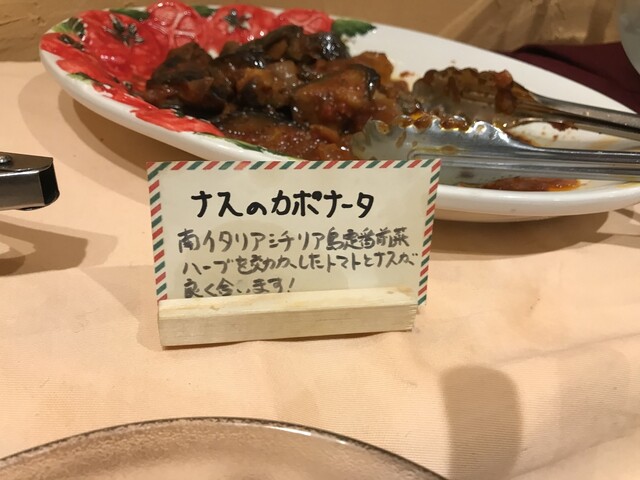 ナスのカポナータ
南イタリアシチリア島定番前菜
ハーブを効かしたトマトとナスが
良く合います!